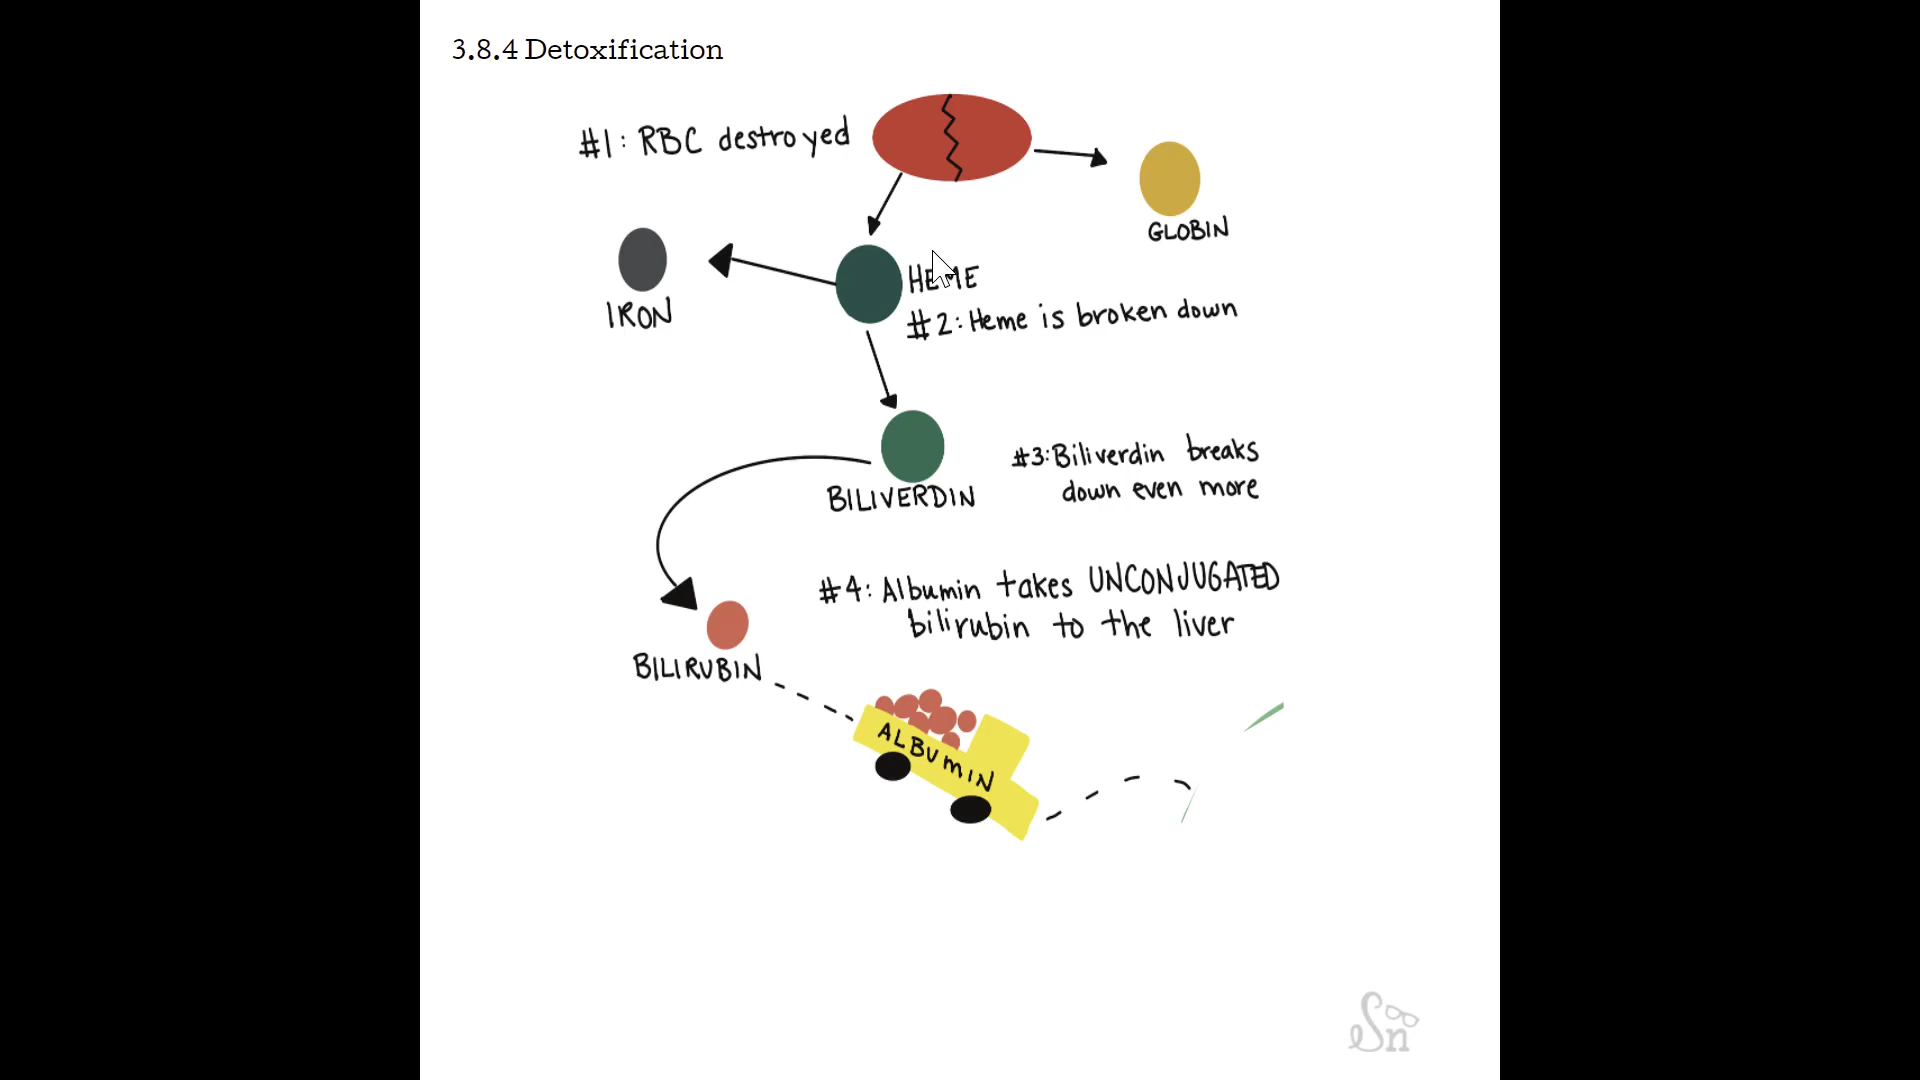 3.8.4 Detoxification
#1: RBC destroyed
GLOBIN
IRON
HEME
#2: Heme is broken down
#3: Biliverdin breaks
down even more
BILIVERDIN
#4: Albumin takes UNCONJUGATED
bilirubin to the liver
BILIRUBIN
ALBUMIN
eSn